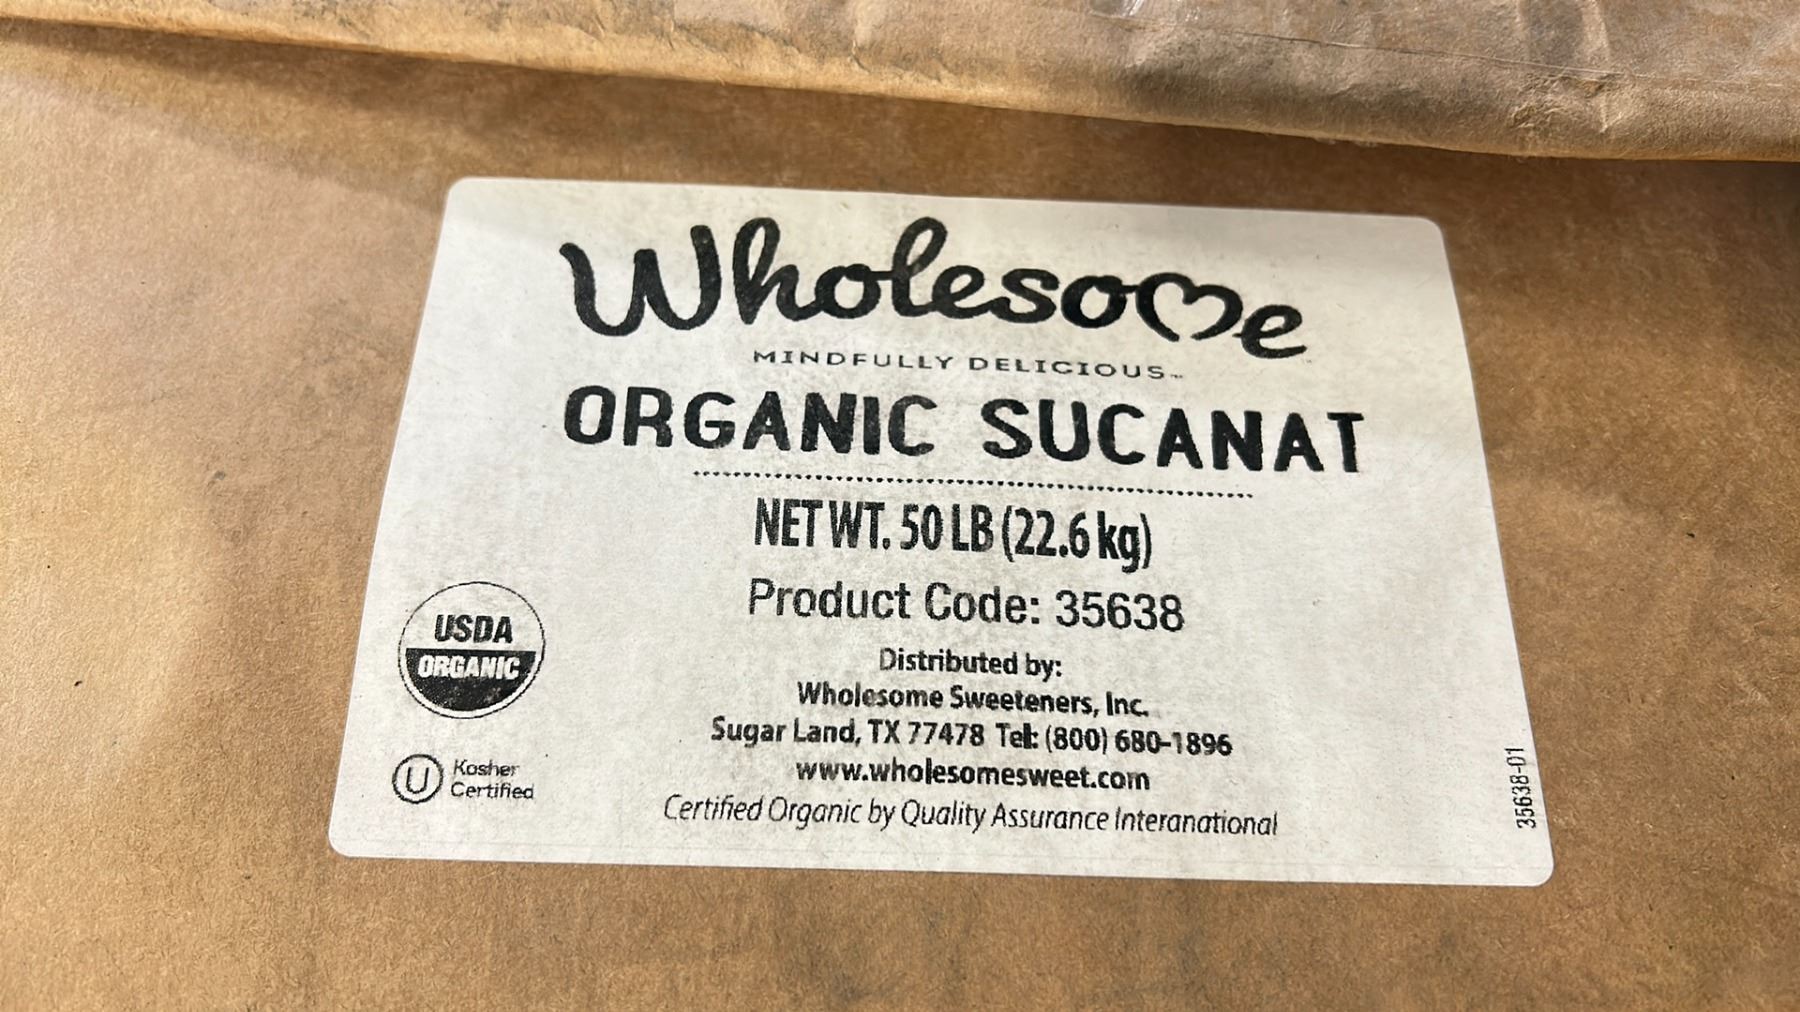 Wholesome
MINDFULLY DELICIOUS™
ORGANIC SUCANAT
NET WT. 50 LB (22.6 kg)
Product Code: 35638
Distributed by:
Wholesome Sweeteners, Inc.
Sugar Land, TX 77478 Tel: (800) 680-1896
www.wholesomesweet.com
Certified Organic by Quality Assurance Interanational
USDA
ORGANIC
U
Kosher
Certified
35638-01